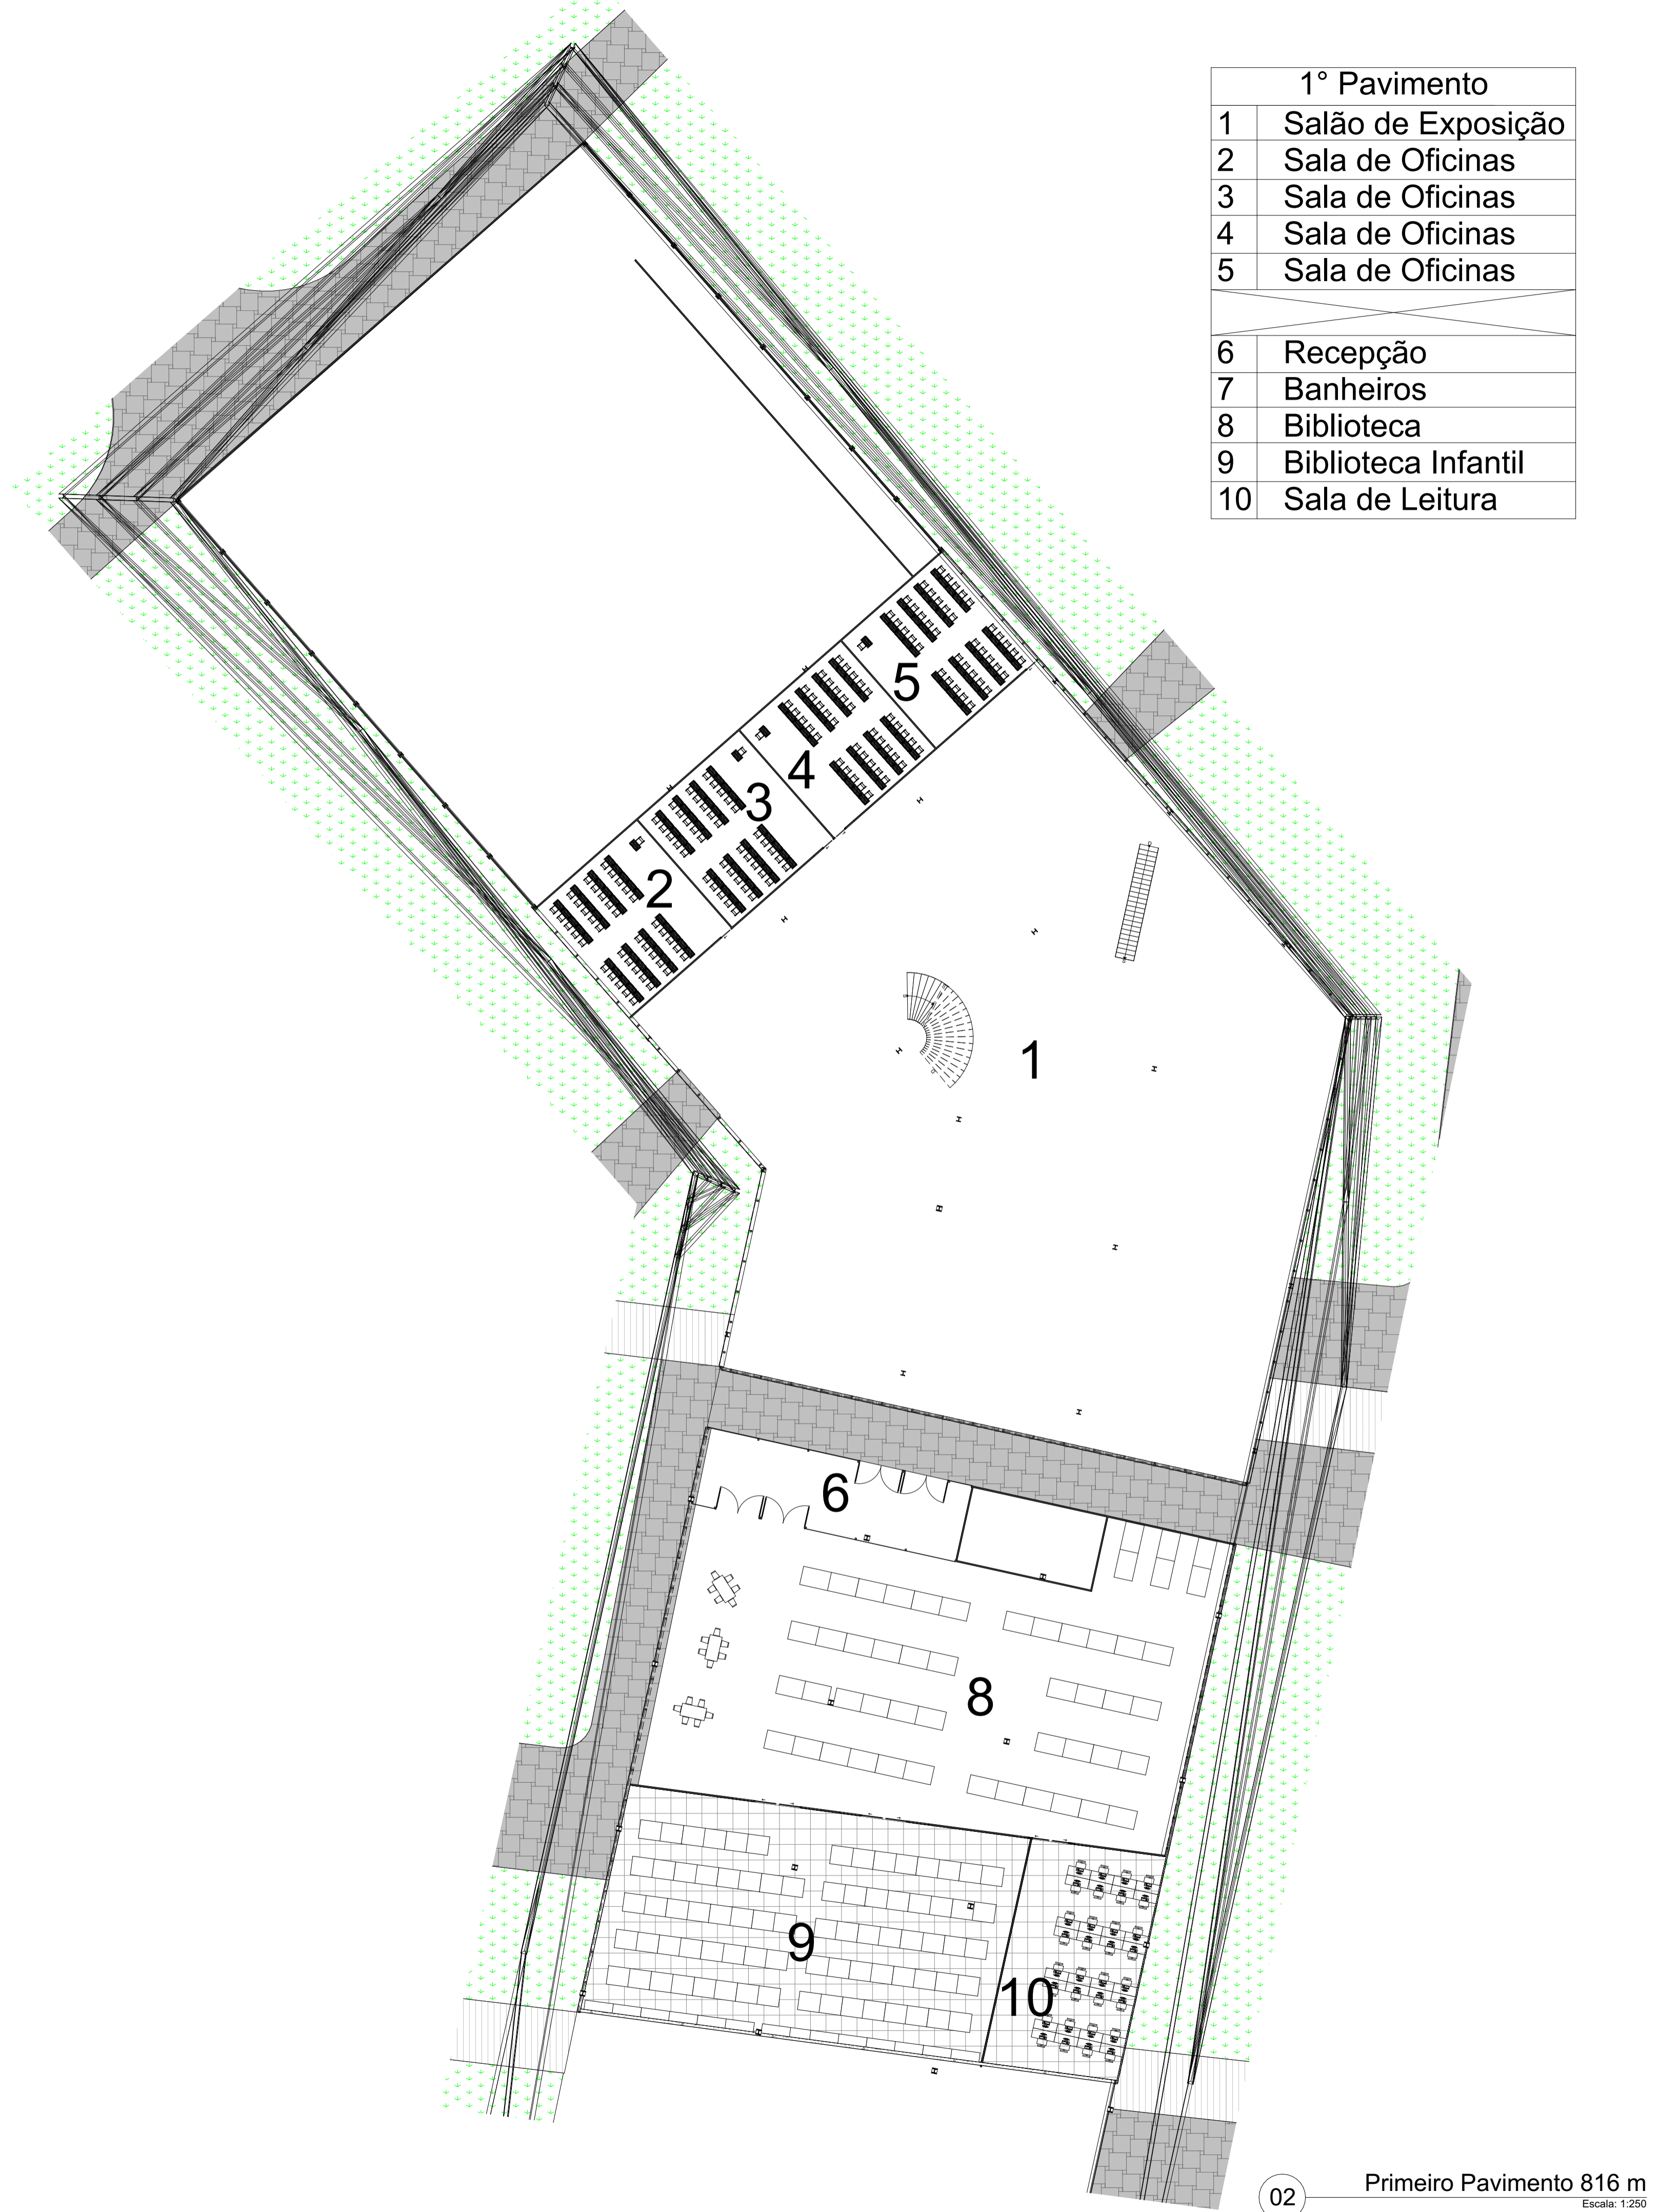 1° Pavimento
1 Salão de Exposição
2 Sala de Oficinas
3 Sala de Oficinas
4 Sala de Oficinas
5 Sala de Oficinas
6 Recepção
7 Banheiros
8 Biblioteca
9 Biblioteca Infantil
10 Sala de Leitura
5
4
3
2
1
6
8
9
10
02
Primeiro Pavimento 816 m
Escala: 1:250